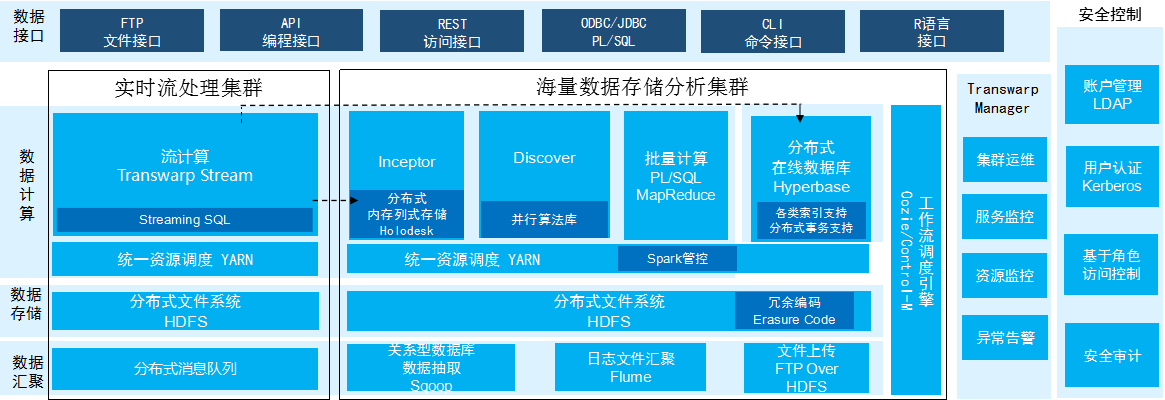 数据
接口
FTP
文件接口
API
编程接口
REST
访问接口
ODBC/JDBC
PL/SQL
CLI
命令接口
R语言
接口
安全控制
账户管理
LDAP
用户认证
Kerberos
基于角色
访问控制
安全审计
实时流处理集群
海量数据存储分析集群
数据计算
流计算
Transwarp Stream
Streaming SQL
统一资源调度 YARN
Inceptor
分布式
内存列式存储
Holodesk
Discover
并行算法库
批量计算
PL/SQL
MapReduce
分布式
在线数据库
Hyperbase
各类索引支持
分布式事务支持
统一资源调度 YARN
Spark管控
工作流调度引擎
Oozie/Control-M
Transwarp
Manager
集群运维
服务监控
资源监控
异常告警
数据
存储
分布式文件系统
HDFS
分布式文件系统
HDFS
冗余编码
Erasure Code
数据
汇聚
分布式消息队列
关系型数据库
数据抽取
Sqoop
日志文件汇聚
Flume
文件上传
FTP Over
HDFS